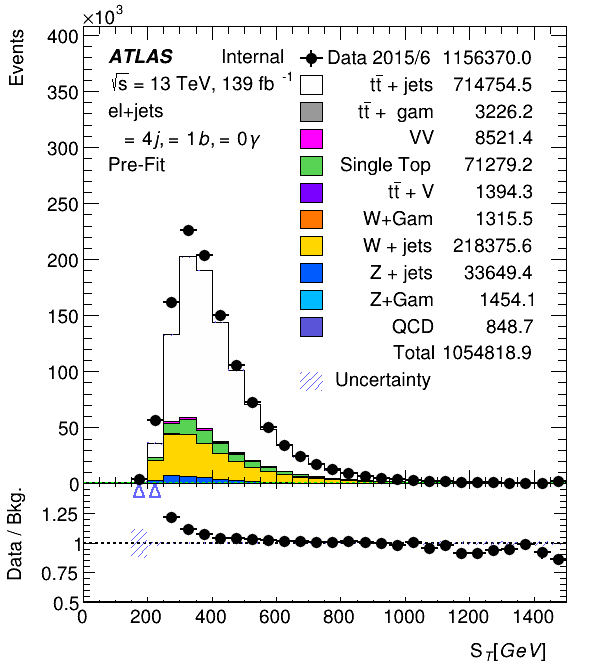 ×10³
Events
400
350
300
250
200
150
100
50
0
ATLAS Internal
√s = 13 TeV, 139 fb⁻¹
el+jets
= 4j, = 1b, = 0γ
Pre-Fit
Data 2015/6 1156370.0
tt̄ + jets 714754.5
tt̄ + gam 3226.2
VV 8521.4
Single Top 71279.2
tt̄ + V 1394.3
W+Gam 1315.5
W + jets 218375.6
Z + jets 33649.4
Z+Gam 1454.1
QCD 848.7
Total 1054818.9
Uncertainty
Data / Bkg.
1.25
1
0.75
0.5
0 200 400 600 800 1000 1200 1400
S_T[GeV]